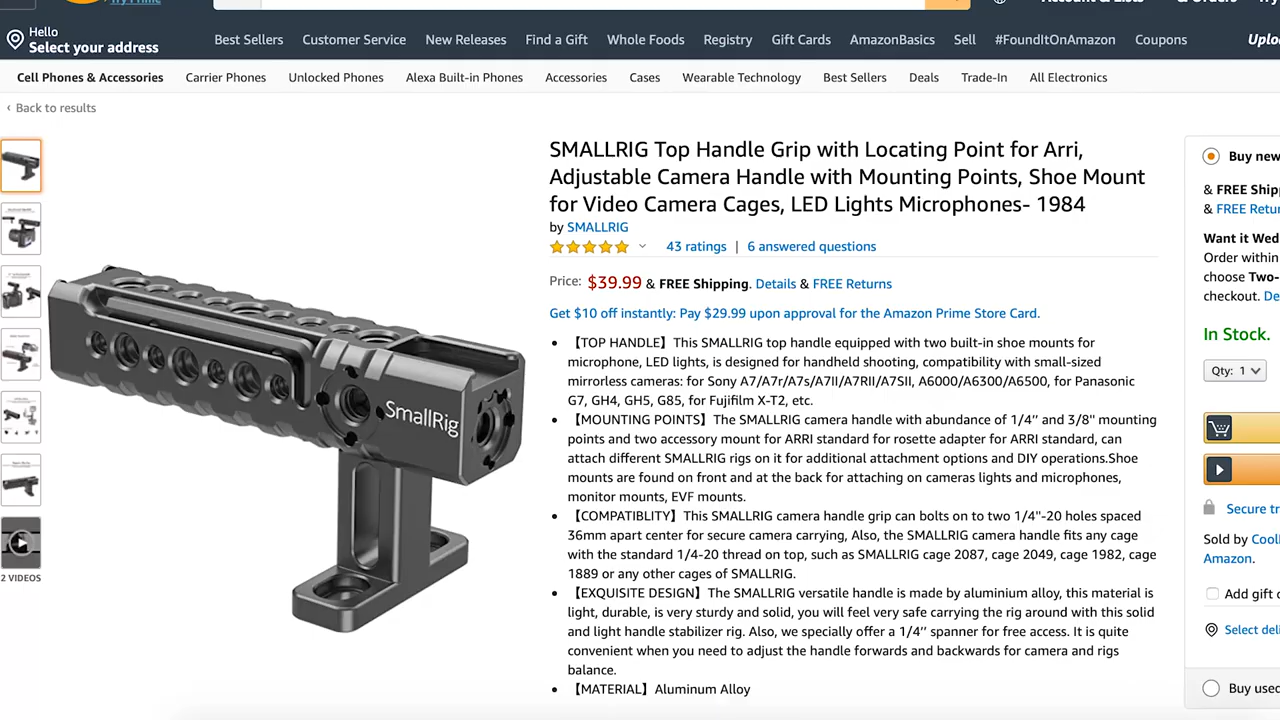 Try Prime
Account & Lists
& Orders
Try
Hello
Select your address
Best Sellers
Customer Service
New Releases
Find a Gift
Whole Foods
Registry
Gift Cards
AmazonBasics
Sell
#FoundItOnAmazon
Coupons
Cell Phones & Accessories
Carrier Phones
Unlocked Phones
Alexa Built-in Phones
Accessories
Cases
Wearable Technology
Best Sellers
Deals
Trade-In
All Electronics
‹ Back to results
2 VIDEOS
SmallRig
SMALLRIG Top Handle Grip with Locating Point for Arri,
Adjustable Camera Handle with Mounting Points, Shoe Mount
for Video Camera Cages, LED Lights Microphones- 1984
by SMALLRIG
43 ratings | 6 answered questions
Price: $39.99 & FREE Shipping. Details & FREE Returns
Get $10 off instantly: Pay $29.99 upon approval for the Amazon Prime Store Card.
• 【TOP HANDLE】This SMALLRIG top handle equipped with two built-in shoe mounts for
microphone, LED lights, is designed for handheld shooting, compatibility with small-sized
mirrorless cameras: for Sony A7/A7r/A7s/A7II/A7RII/A7SII, A6000/A6300/A6500, for Panasonic
G7, GH4, GH5, G85, for Fujifilm X-T2, etc.
• 【MOUNTING POINTS】The SMALLRIG camera handle with abundance of 1/4′′ and 3/8" mounting
points and two accessory mount for ARRI standard for rosette adapter for ARRI standard, can
attach different SMALLRIG rigs on it for additional attachment options and DIY operations.Shoe
mounts are found on front and at the back for attaching on cameras lights and microphones,
monitor mounts, EVF mounts.
• 【COMPATIBLITY】This SMALLRIG camera handle grip can bolts on to two 1/4"-20 holes spaced
36mm apart center for secure camera carrying, Also, the SMALLRIG camera handle fits any cage
with the standard 1/4-20 thread on top, such as SMALLRIG cage 2087, cage 2049, cage 1982, cage
1889 or any other cages of SMALLRIG.
• 【EXQUISITE DESIGN】The SMALLRIG versatile handle is made by aluminium alloy, this material is
light, durable, is very sturdy and solid, you will feel very safe carrying the rig around with this solid
and light handle stabilizer rig. Also, we specially offer a 1/4′′ spanner for free access. It is quite
convenient when you need to adjust the handle forwards and backwards for camera and rigs
balance.
• 【MATERIAL】Aluminum Alloy
Buy new
& FREE Ship
& FREE Retur
Want it Wed
Order within
choose Two-
checkout. De
In Stock.
Qty: 1
Secure tr
Sold by Cool
Amazon.
Add gift o
Select deli
Buy used